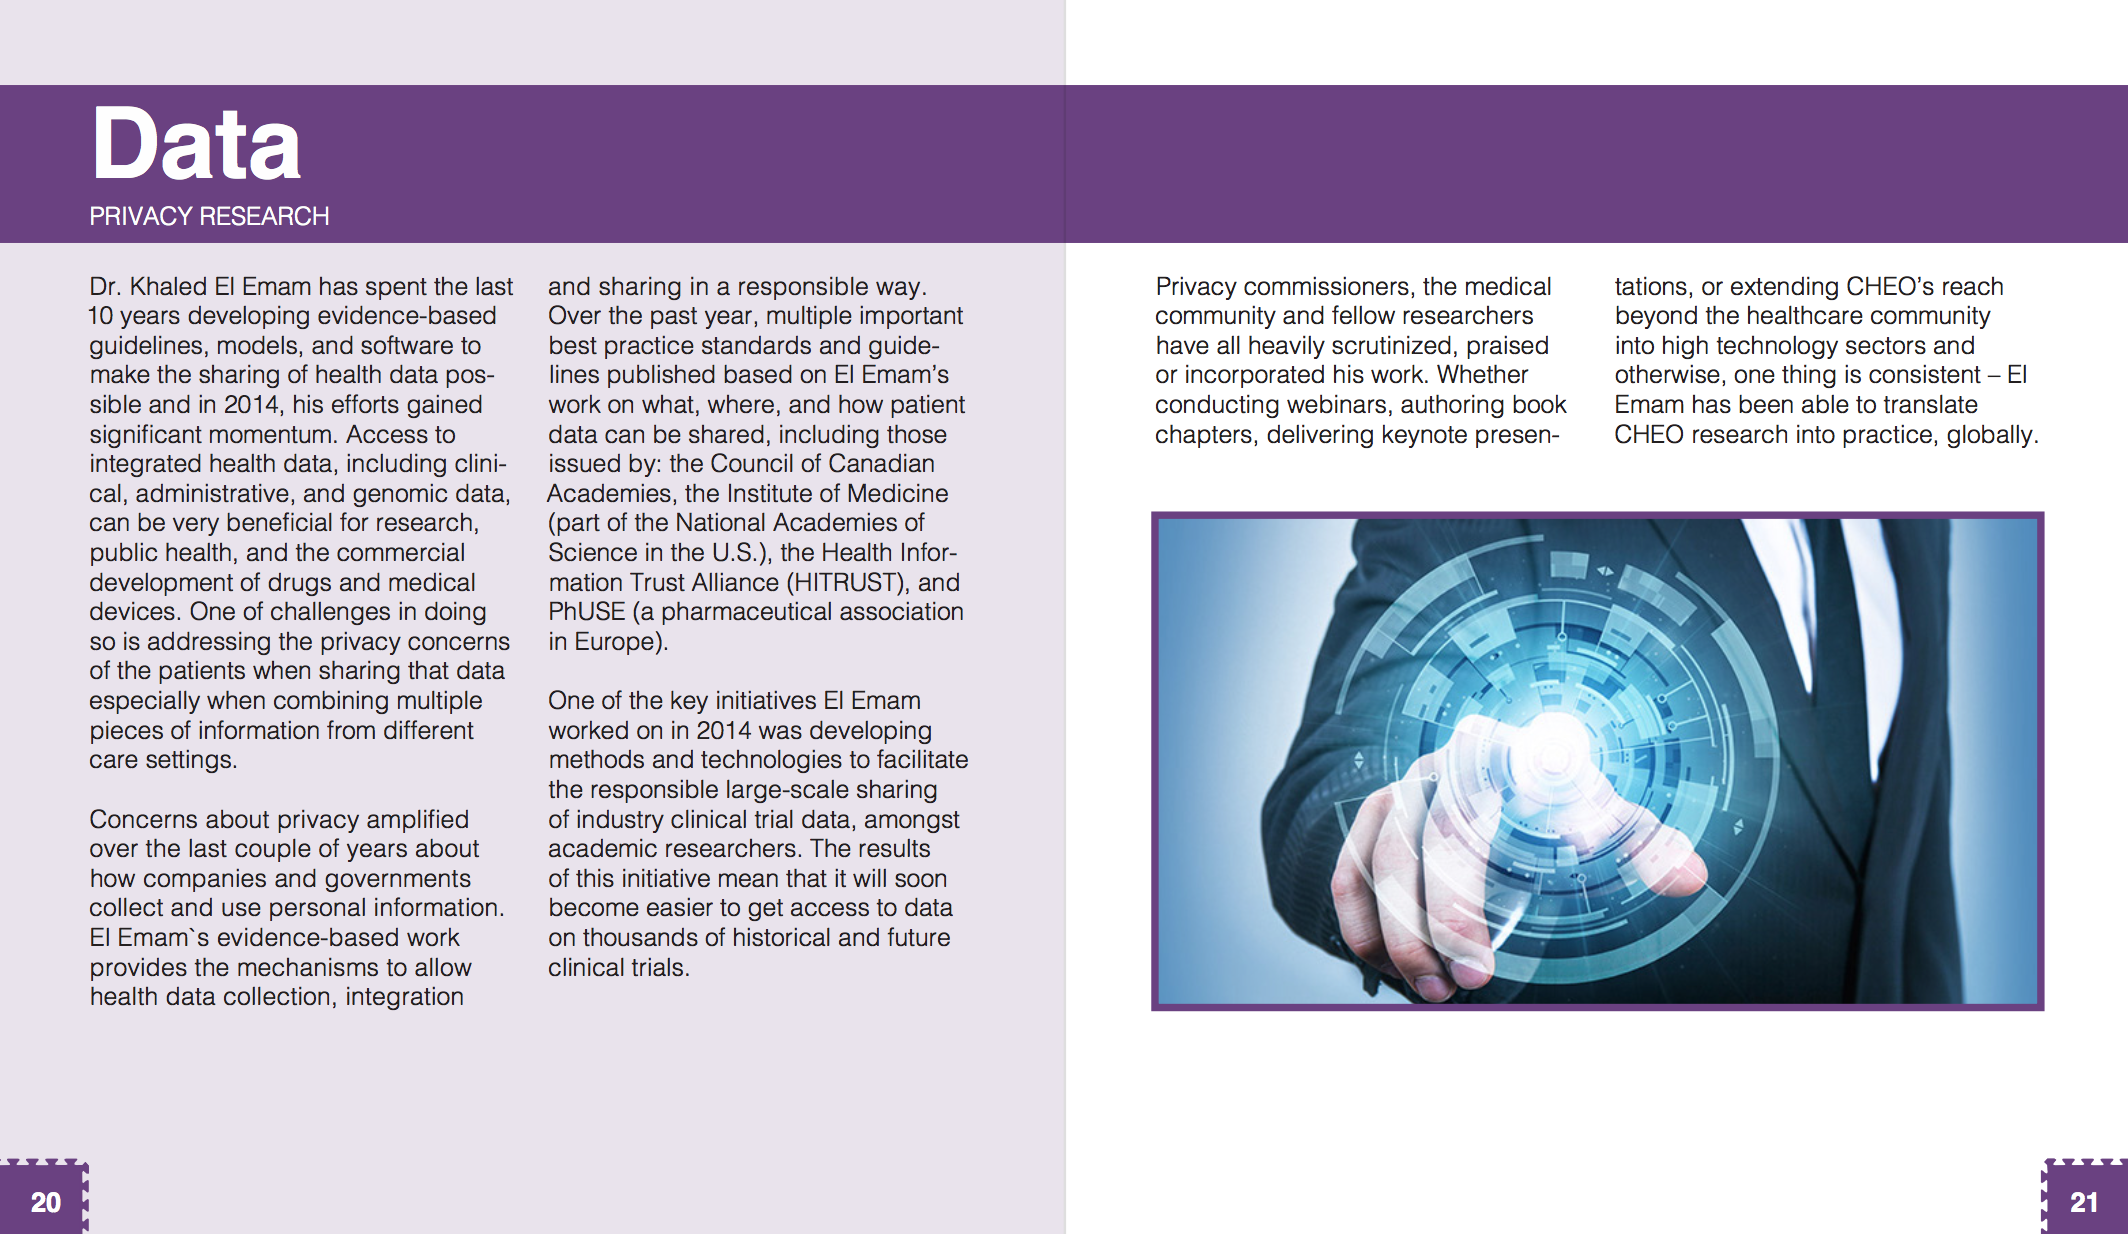 Data
PRIVACY RESEARCH
Dr. Khaled El Emam has spent the last
10 years developing evidence-based
guidelines, models, and software to
make the sharing of health data pos-
sible and in 2014, his efforts gained
significant momentum. Access to
integrated health data, including clini-
cal, administrative, and genomic data,
can be very beneficial for research,
public health, and the commercial
development of drugs and medical
devices. One of challenges in doing
so is addressing the privacy concerns
of the patients when sharing that data
especially when combining multiple
pieces of information from different
care settings.
Concerns about privacy amplified
over the last couple of years about
how companies and governments
collect and use personal information.
El Emam`s evidence-based work
provides the mechanisms to allow
health data collection, integration
and sharing in a responsible way.
Over the past year, multiple important
best practice standards and guide-
lines published based on El Emam’s
work on what, where, and how patient
data can be shared, including those
issued by: the Council of Canadian
Academies, the Institute of Medicine
(part of the National Academies of
Science in the U.S.), the Health Infor-
mation Trust Alliance (HITRUST), and
PhUSE (a pharmaceutical association
in Europe).
One of the key initiatives El Emam
worked on in 2014 was developing
methods and technologies to facilitate
the responsible large-scale sharing
of industry clinical trial data, amongst
academic researchers. The results
of this initiative mean that it will soon
become easier to get access to data
on thousands of historical and future
clinical trials.
Privacy commissioners, the medical
community and fellow researchers
have all heavily scrutinized, praised
or incorporated his work. Whether
conducting webinars, authoring book
chapters, delivering keynote presen-
tations, or extending CHEO’s reach
beyond the healthcare community
into high technology sectors and
otherwise, one thing is consistent – El
Emam has been able to translate
CHEO research into practice, globally.
20
21